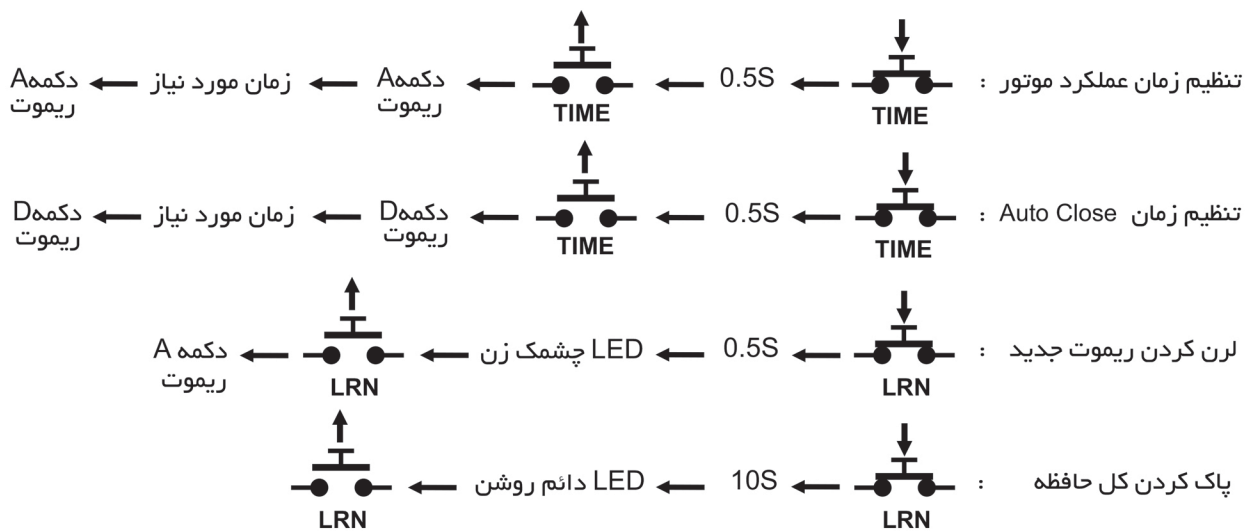 تنظیم زمان عملکرد موتور : TIME 0.5S TIME دکمهA ریموت زمان مورد نیاز دکمهA ریموت
تنظیم زمان Auto Close : TIME 0.5S TIME دکمهD ریموت زمان مورد نیاز دکمهD ریموت
لرن کردن ریموت جدید : LRN 0.5S LED چشمک زن LRN دکمه A ریموت
پاک کردن کل حافظه : LRN 10S LED دائم روشن LRN